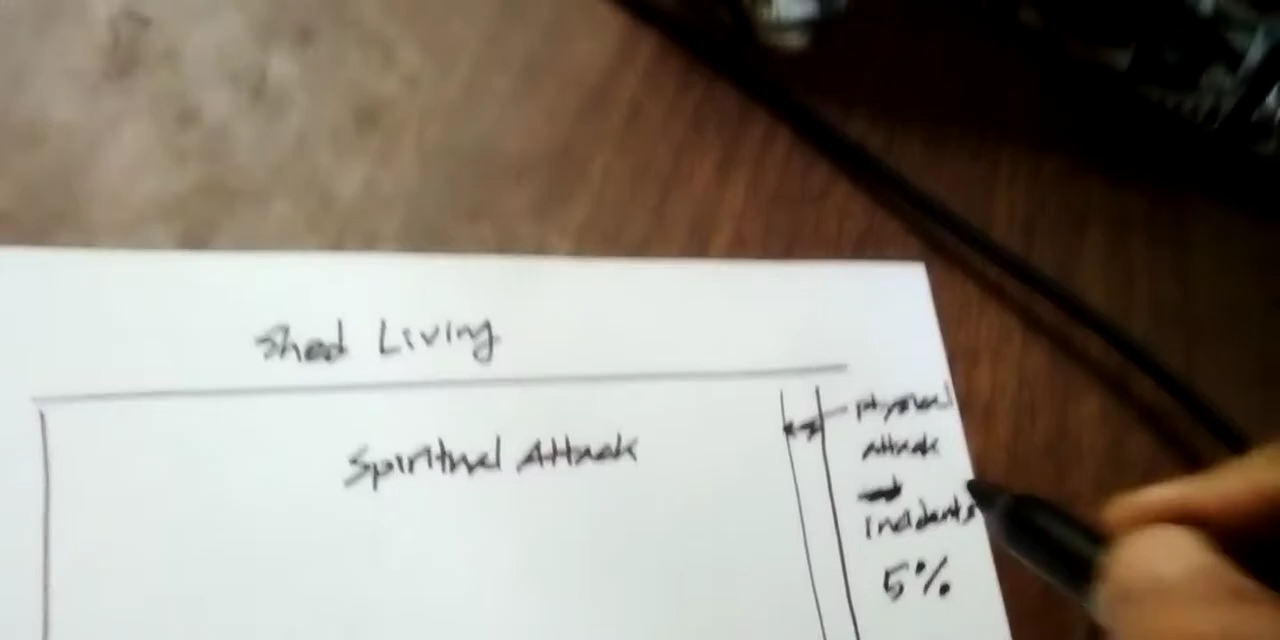 Shed Living
Spiritual Attack
Physical
Attack
Incidents
5%